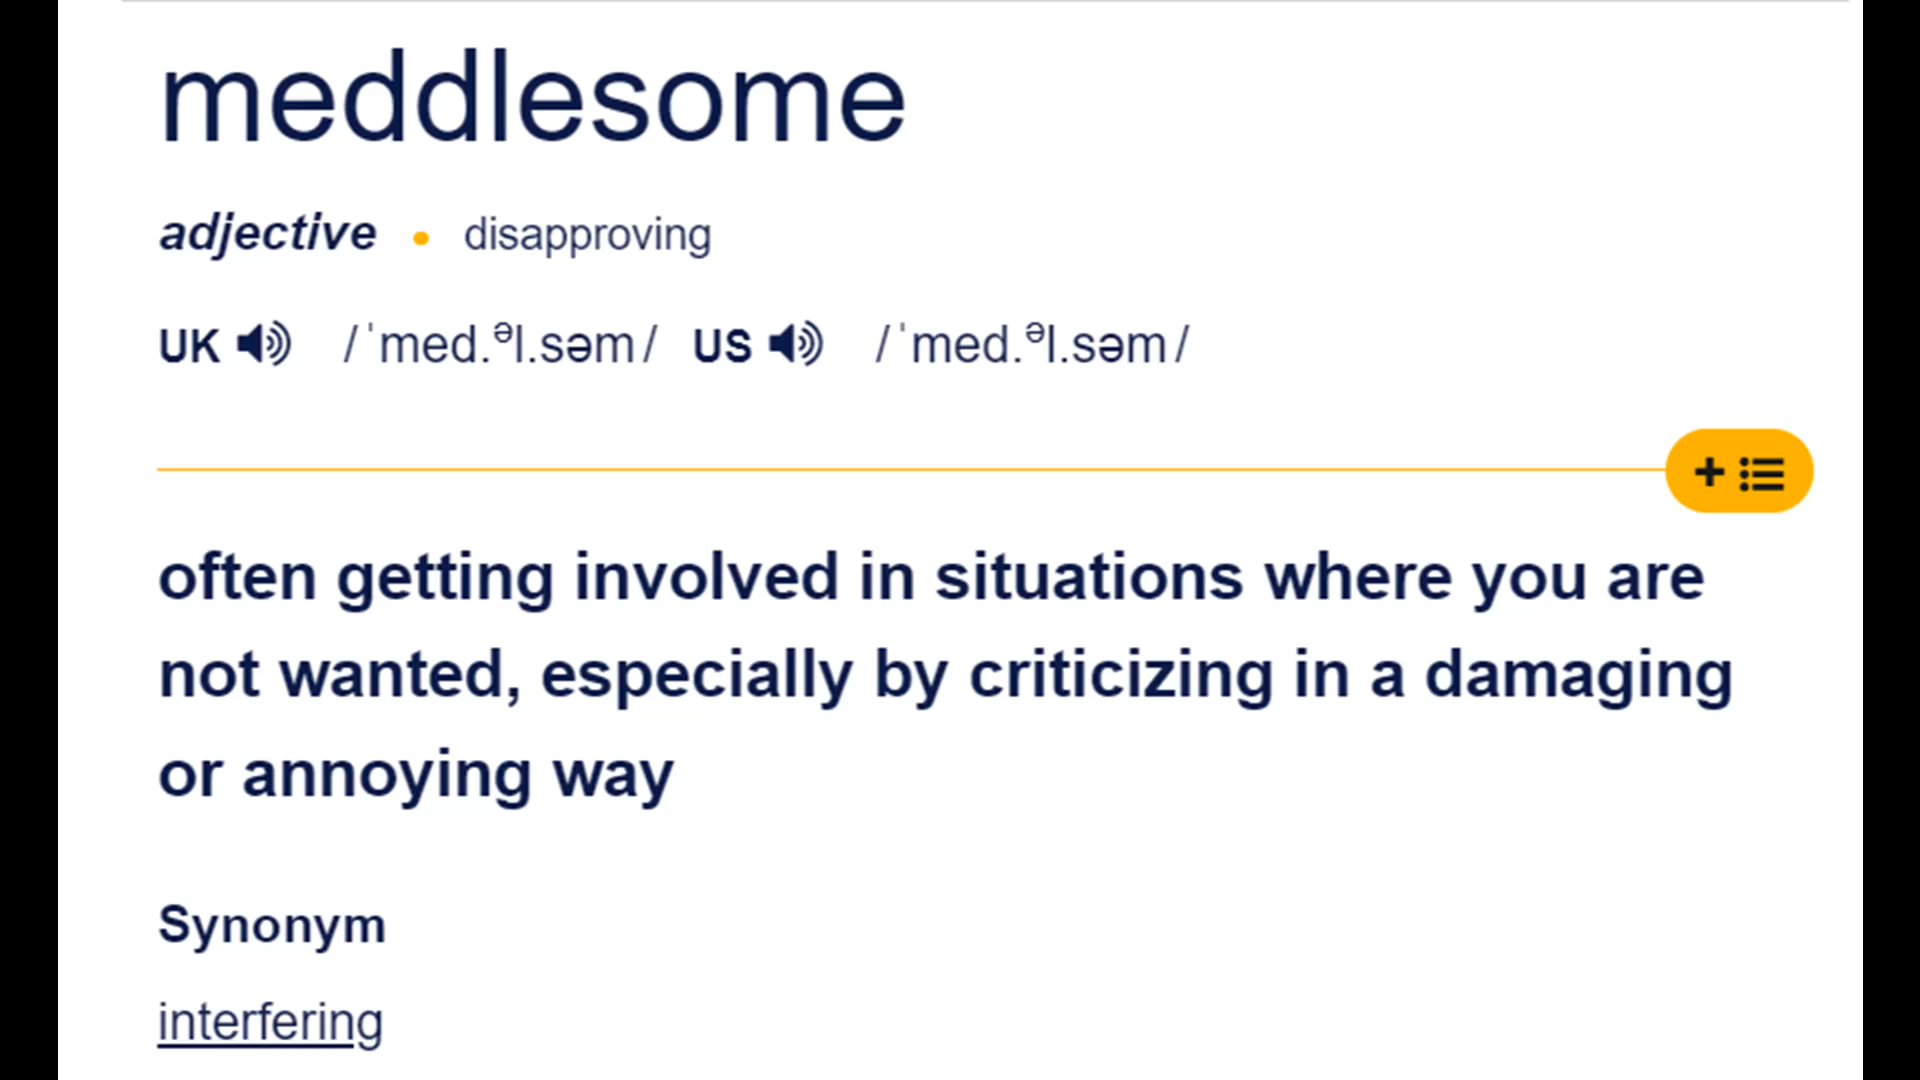 meddlesome
adjective • disapproving
UK /ˈmed.ᵊl.səm/ US /ˈmed.ᵊl.səm/
often getting involved in situations where you are
not wanted, especially by criticizing in a damaging
or annoying way
Synonym
interfering